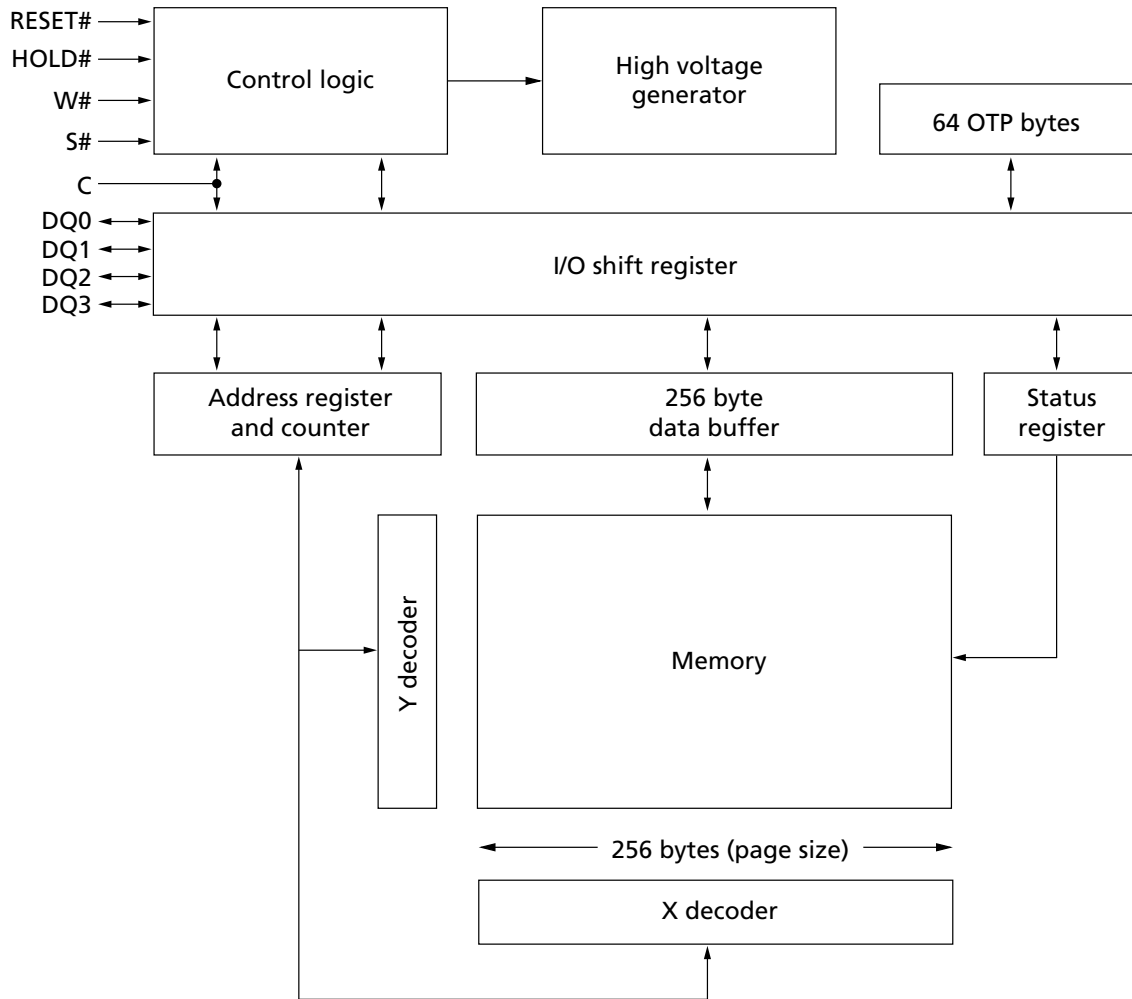 RESET#
HOLD#
W#
S#
C
Control logic
High voltage
generator
64 OTP bytes
DQ0
DQ1
DQ2
DQ3
I/O shift register
Address register
and counter
256 byte
data buffer
Status
register
Y decoder
Memory
256 bytes (page size)
X decoder